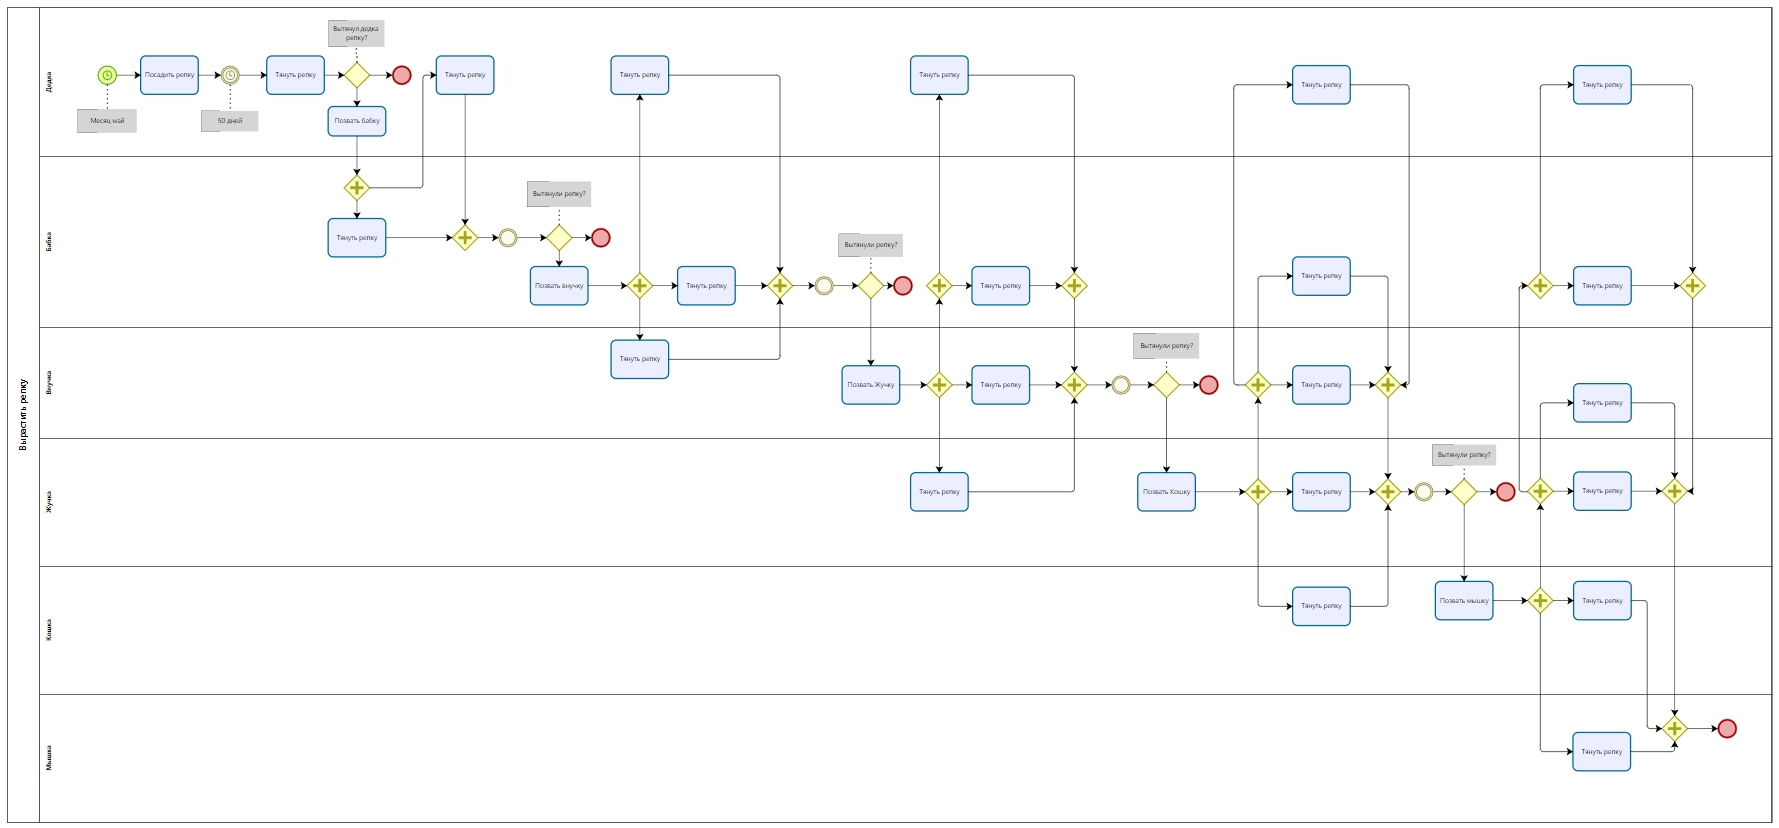 Вырастить репку
Дедка
Месяц май
Посадить репку
50 дней
Тянуть репку
Вытянул дедка
репку?
Позвать бабку
Тянуть репку
Тянуть репку
Тянуть репку
Тянуть репку
Тянуть репку
Бабка
Тянуть репку
Вытянули репку?
Позвать внучку
Тянуть репку
Вытянули репку?
Тянуть репку
Тянуть репку
Тянуть репку
Внучка
Тянуть репку
Позвать Жучку
Тянуть репку
Вытянули репку?
Тянуть репку
Тянуть репку
Жучка
Тянуть репку
Позвать Кошку
Тянуть репку
Вытянули репку?
Тянуть репку
Кошка
Тянуть репку
Позвать мышку
Тянуть репку
Мышка
Тянуть репку